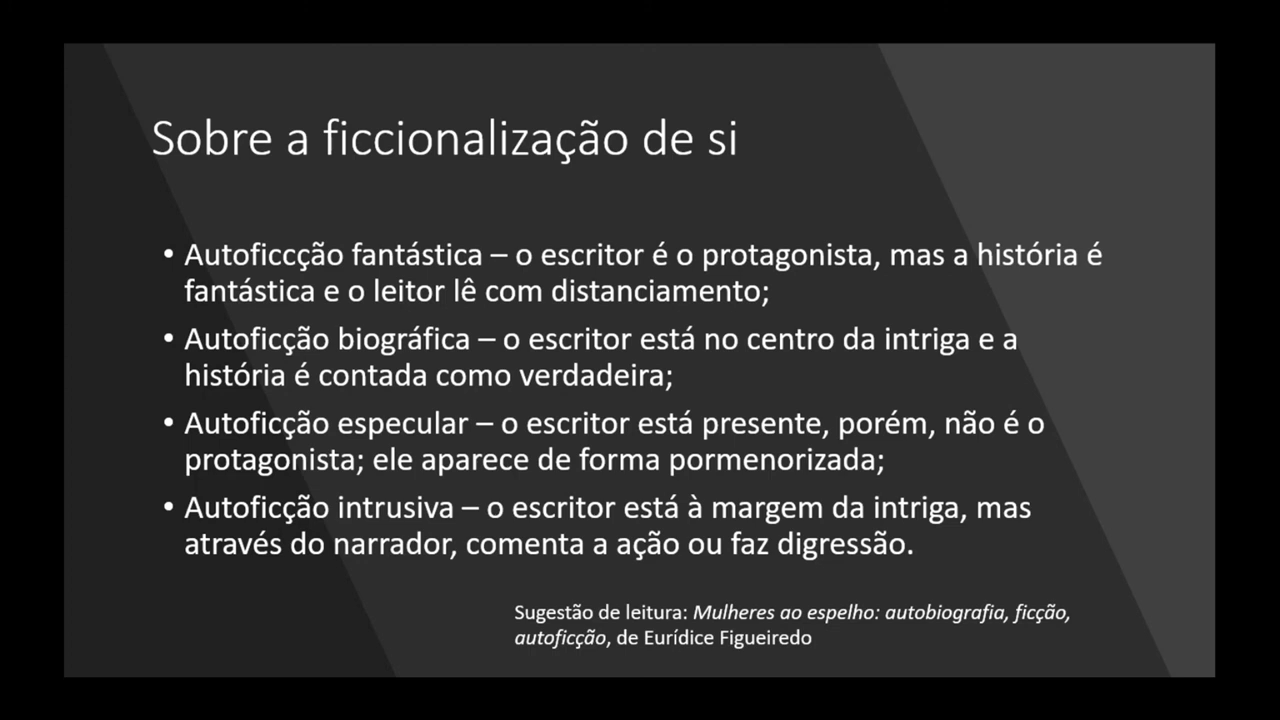 Sobre a ficcionalização de si
• Autoficcção fantástica – o escritor é o protagonista, mas a história é
fantástica e o leitor lê com distanciamento;
• Autoficção biográfica – o escritor está no centro da intriga e a
história é contada como verdadeira;
• Autoficção especular – o escritor está presente, porém, não é o
protagonista; ele aparece de forma pormenorizada;
• Autoficção intrusiva – o escritor está à margem da intriga, mas
através do narrador, comenta a ação ou faz digressão.
Sugestão de leitura: Mulheres ao espelho: autobiografia, ficção,
autoficção, de Eurídice Figueiredo